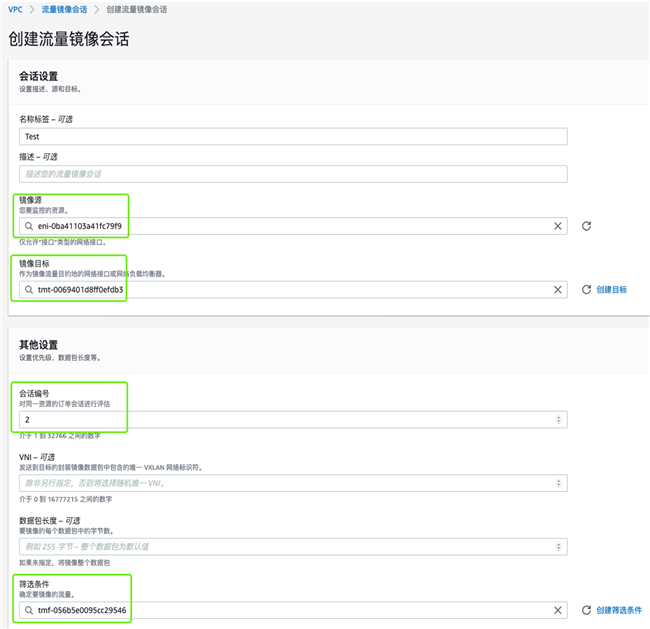 VPC > 流量镜像会话 > 创建流量镜像会话
创建流量镜像会话
会话设置
设置描述、源和目标。
名称标签 – 可选
Test
描述 – 可选
描述您的流量镜像会话
镜像源
您要监控的资源。
eni-0ba41103a41fc79f9
仅允许“接口”类型的网络接口。
镜像目标
作为镜像流量目的地的网络接口或网络负载均衡器。
tmt-0069401d8ff0efdb3 创建目标
其他设置
设置优先级、数据包长度等。
会话编号
对同一资源的订单会话进行评估
2
介于 1 到 32766 之间的数字
VNI – 可选
发送到目标的封装镜像数据包中包含的唯一 VXLAN 网络标识符。
除非另行指定，否则将选择随机唯一 VNI。
介于 0 到 16777215 之间的数字
数据包长度 – 可选
要镜像的每个数据包中的字节数。
例如 255 字节 – 整个数据包为默认值
如果未指定，将镜像整个数据包
筛选条件
确定要镜像的流量。
tmf-056b5e0095cc29546 创建筛选条件